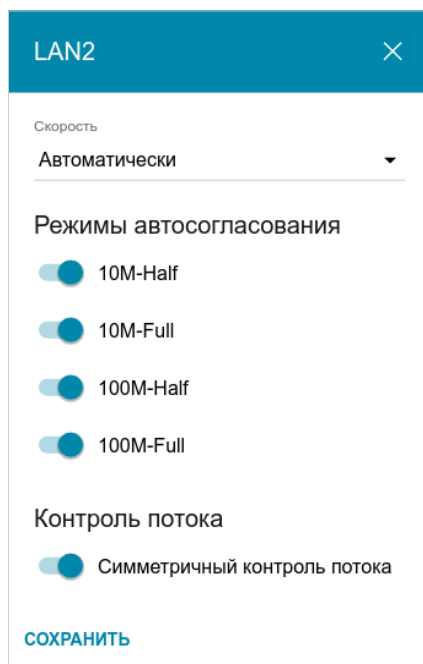 LAN2
Скорость
Автоматически
Режимы автосогласования
10M-Half
10M-Full
100M-Half
100M-Full
Контроль потока
Симметричный контроль потока
СОХРАНИТЬ